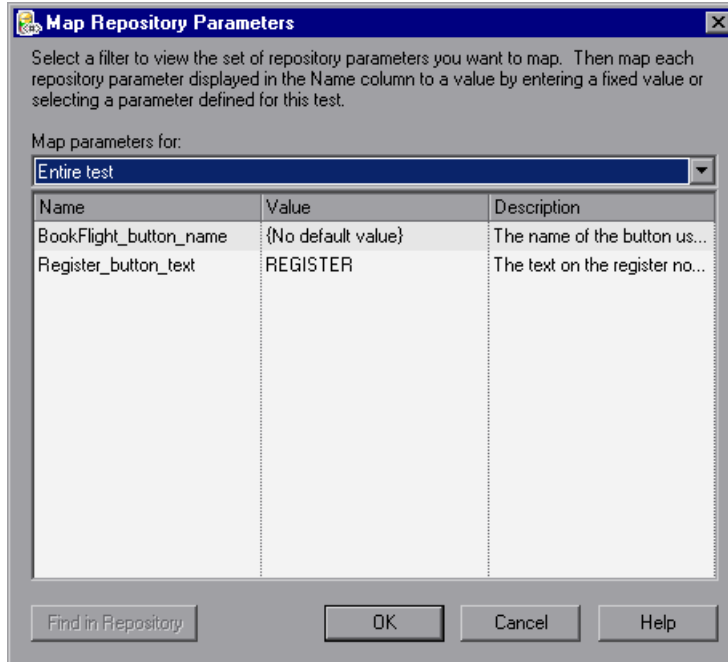 Map Repository Parameters
Select a filter to view the set of repository parameters you want to map. Then map each
repository parameter displayed in the Name column to a value by entering a fixed value or
selecting a parameter defined for this test.
Map parameters for:
Entire test
Name Value Description
BookFlight_button_name {No default value} The name of the button us...
Register_button_text REGISTER The text on the register no...
Find in Repository OK Cancel Help